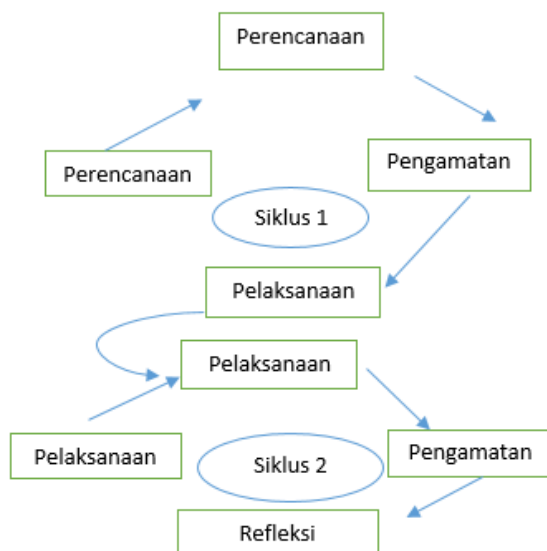 Perencanaan
Pengamatan
Perencanaan
Siklus 1
Pelaksanaan
Pelaksanaan
Pelaksanaan
Siklus 2
Pengamatan
Refleksi